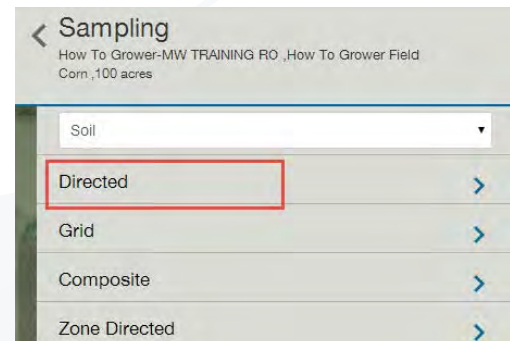 Sampling
How To Grower-MW TRAINING RO ,How To Grower Field
Corn ,100 acres
Soil
Directed
Grid
Composite
Zone Directed